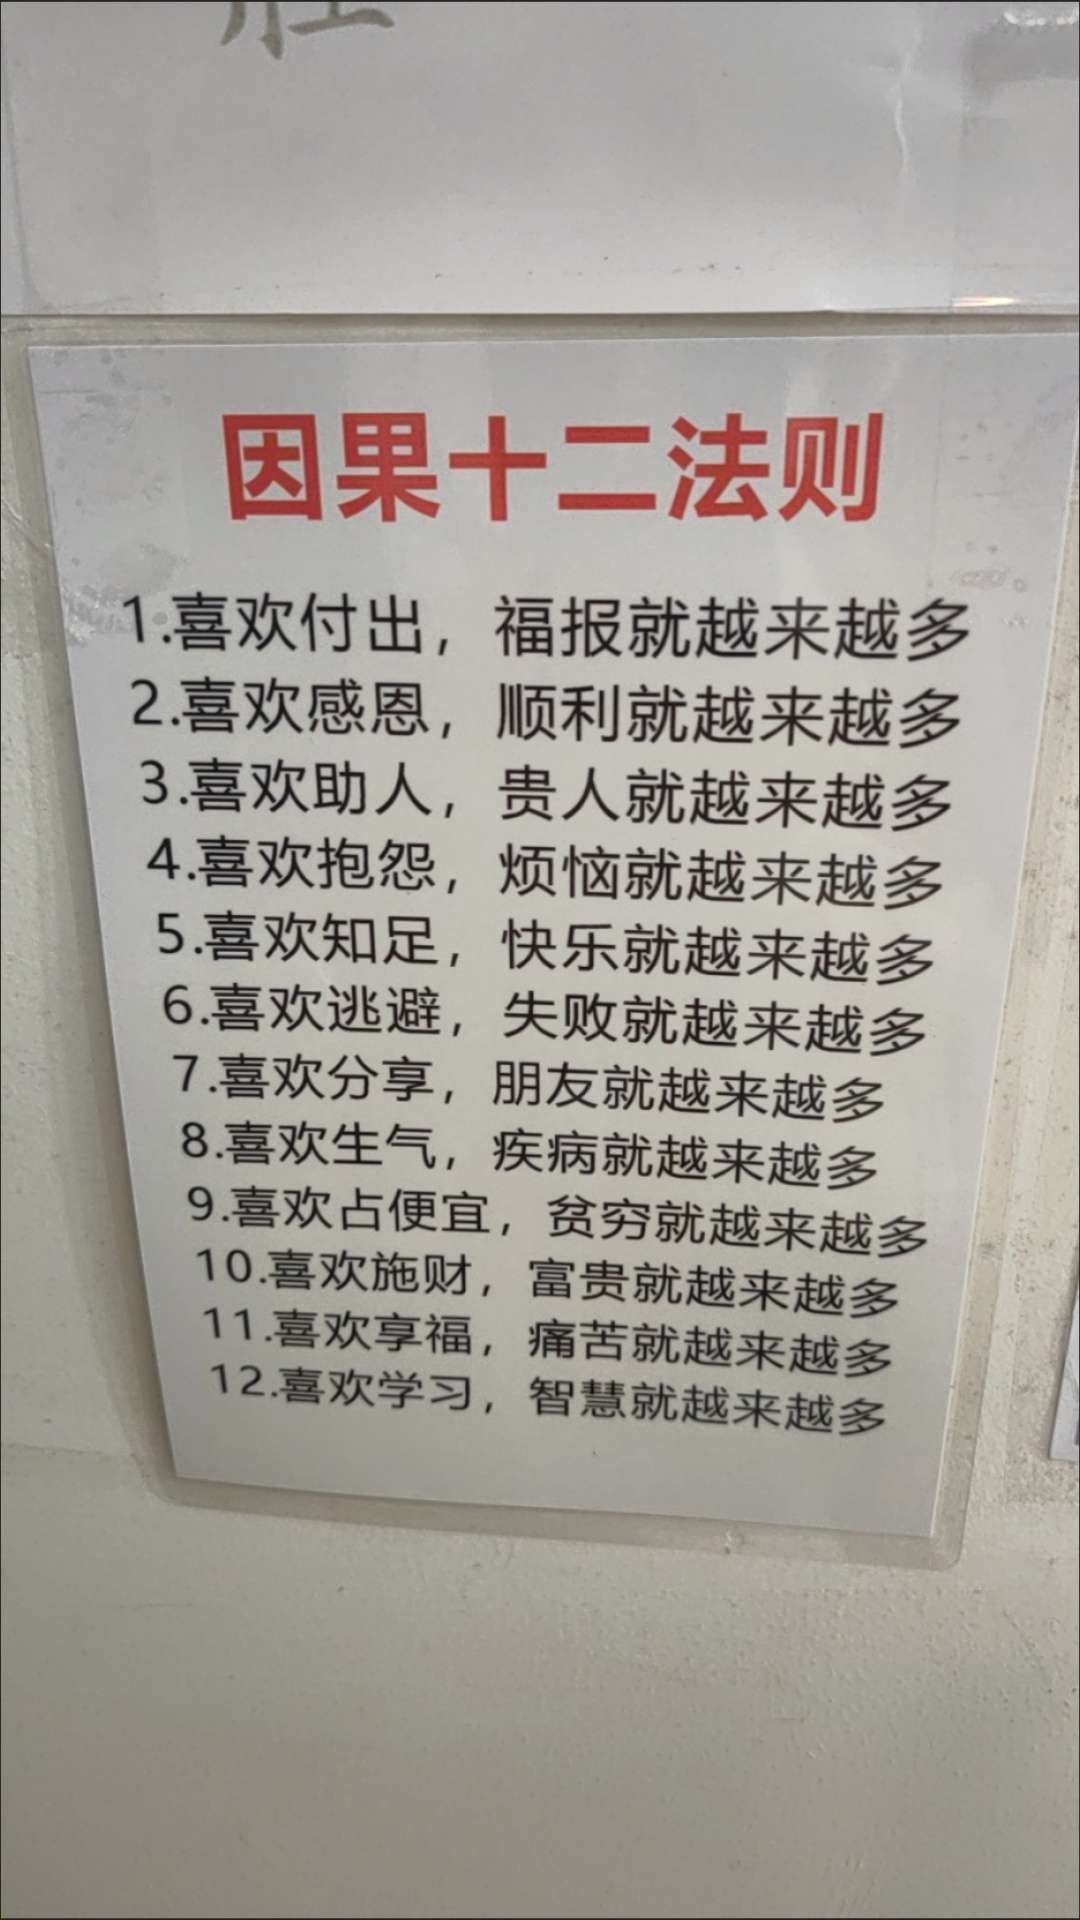 因果十二法则
1.喜欢付出，福报就越来越多
2.喜欢感恩，顺利就越来越多
3.喜欢助人，贵人就越来越多
4.喜欢抱怨，烦恼就越来越多
5.喜欢知足，快乐就越来越多
6.喜欢逃避，失败就越来越多
7.喜欢分享，朋友就越来越多
8.喜欢生气，疾病就越来越多
9.喜欢占便宜，贫穷就越来越多
10.喜欢施财，富贵就越来越多
11.喜欢享福，痛苦就越来越多
12.喜欢学习，智慧就越来越多